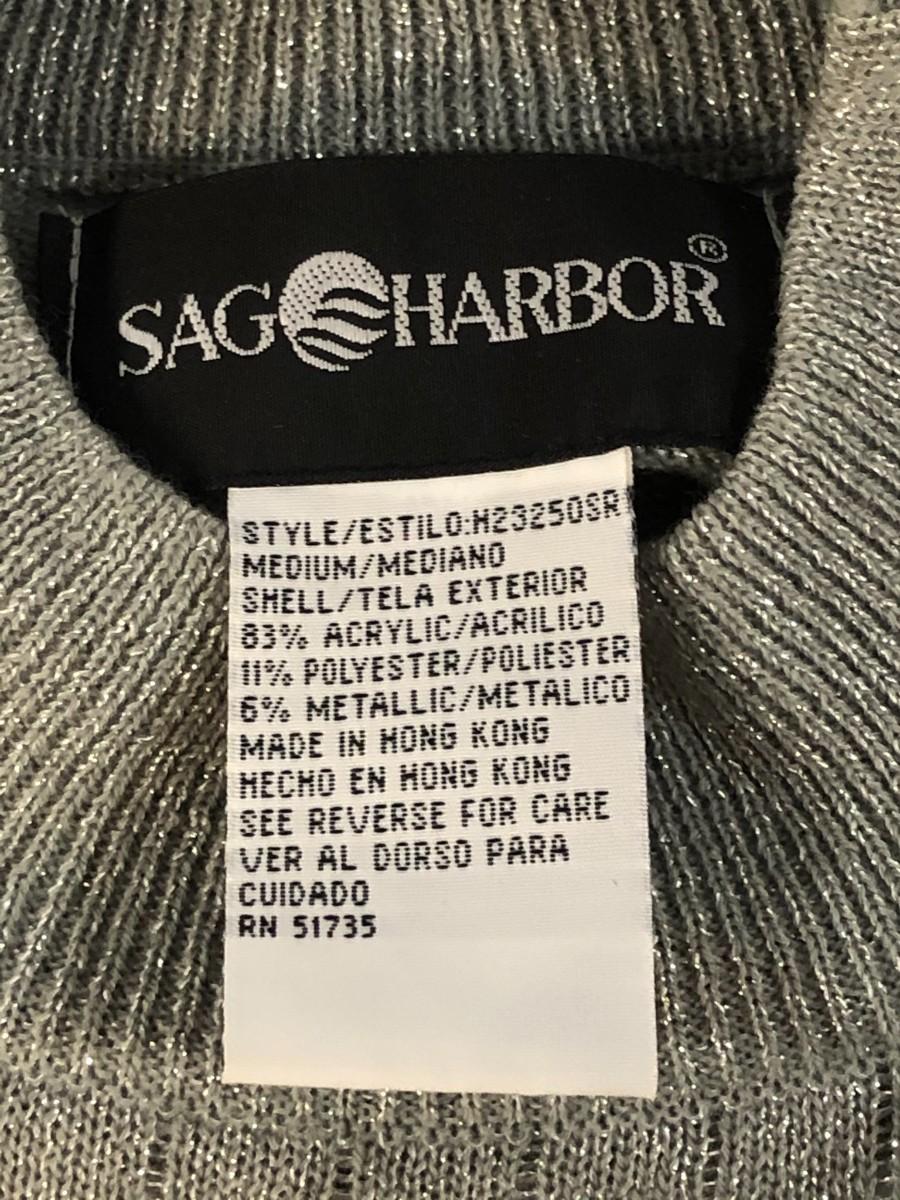 SAG HARBOR®
STYLE/ESTILO:H23250SR
MEDIUM/MEDIANO
SHELL/TELA EXTERIOR
83% ACRYLIC/ACRILICO
11% POLYESTER/POLIESTER
6% METALLIC/METALICO
MADE IN HONG KONG
HECHO EN HONG KONG
SEE REVERSE FOR CARE
VER AL DORSO PARA
CUIDADO
RN 51735